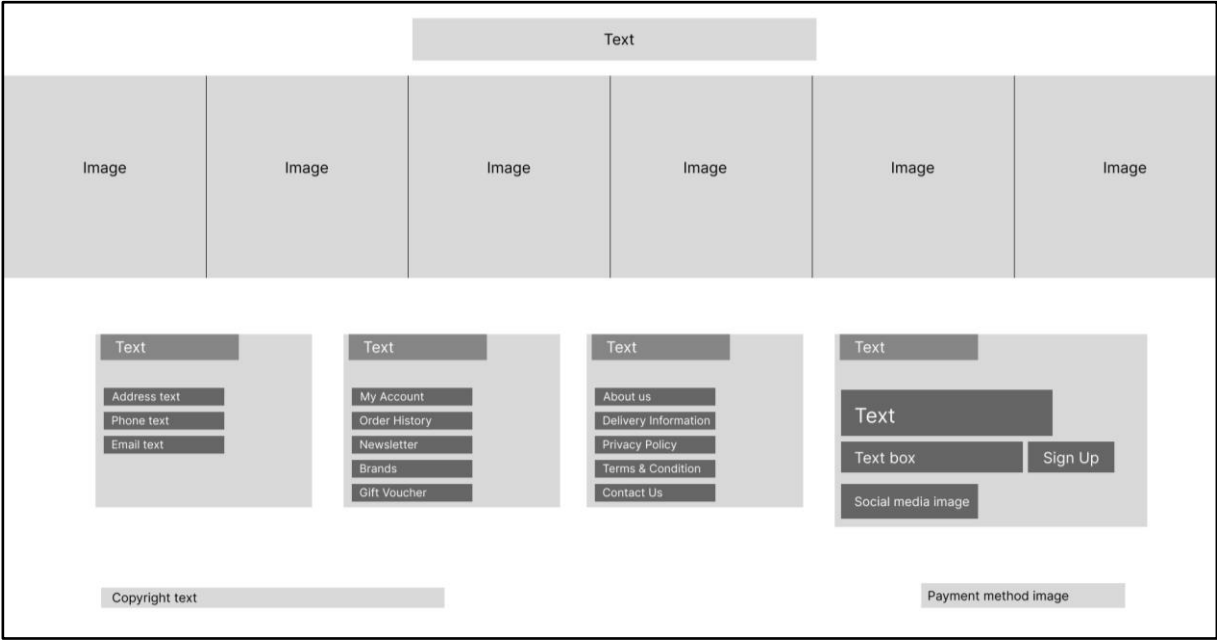 Text
Image
Image
Image
Image
Image
Image
Text
Address text
Phone text
Email text
Text
My Account
Order History
Newsletter
Brands
Gift Voucher
Text
About us
Delivery Information
Privacy Policy
Terms & Condition
Contact Us
Text
Text
Text box
Sign Up
Social media image
Copyright text
Payment method image